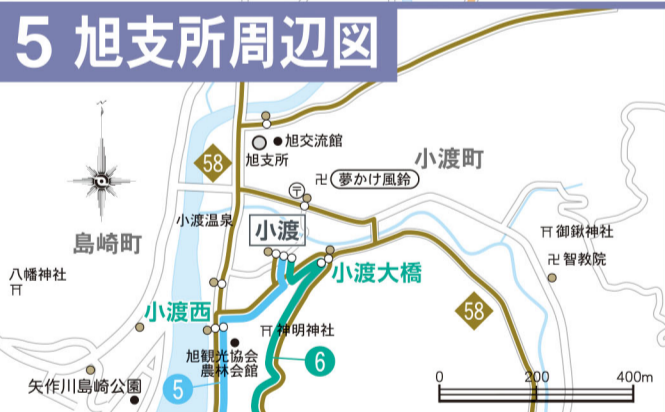 5 旭支所周辺図
旭交流館
旭支所
58
小渡町
〒
卍 夢かけ風鈴
小渡温泉
小渡
島崎町
御鍬神社
卍 智教院
八幡神社
小渡大橋
小渡西
58
神明神社
旭観光協会
農林会館
6
5
矢作川島崎公園
0 200 400m